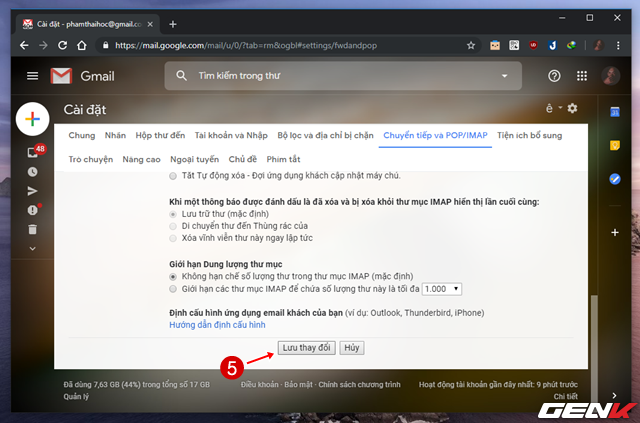 Cài đặt - phamthaihoc@gmail.co
https://mail.google.com/mail/u/0/?tab=rm&ogbl#settings/fwdandpop
Gmail
Tìm kiếm trong thư
Cài đặt
ê
48
Chung Nhãn Hộp thư đến Tài khoản và Nhập Bộ lọc và địa chỉ bị chặn Chuyển tiếp và POP/IMAP Tiện ích bổ sung
Trò chuyện Nâng cao Ngoại tuyến Chủ đề Phím tắt
Tắt Tự động xóa - Đợi ứng dụng khách cập nhật máy chủ.
Khi một thông báo được đánh dấu là đã xóa và bị xóa khỏi thư mục IMAP hiển thị lần cuối cùng:
Lưu trữ thư (mặc định)
Di chuyển thư đến Thùng rác của
Xóa vĩnh viễn thư này ngay lập tức
Giới hạn Dung lượng thư mục
Không hạn chế số lượng thư trong thư mục IMAP (mặc định)
Giới hạn các thư mục IMAP để chứa số lượng thư này là tối đa 1.000
Định cấu hình ứng dụng email khách của bạn (ví dụ: Outlook, Thunderbird, iPhone)
Hướng dẫn định cấu hình
5
Lưu thay đổi Hủy
Đã dùng 7,63 GB (44%) trong tổng số 17 GB
Quản lý
Điều khoản · Bảo mật · Chính sách chương trình
Hoạt động tài khoản gần đây nhất: 9 phút trước
Chi tiết
GENK